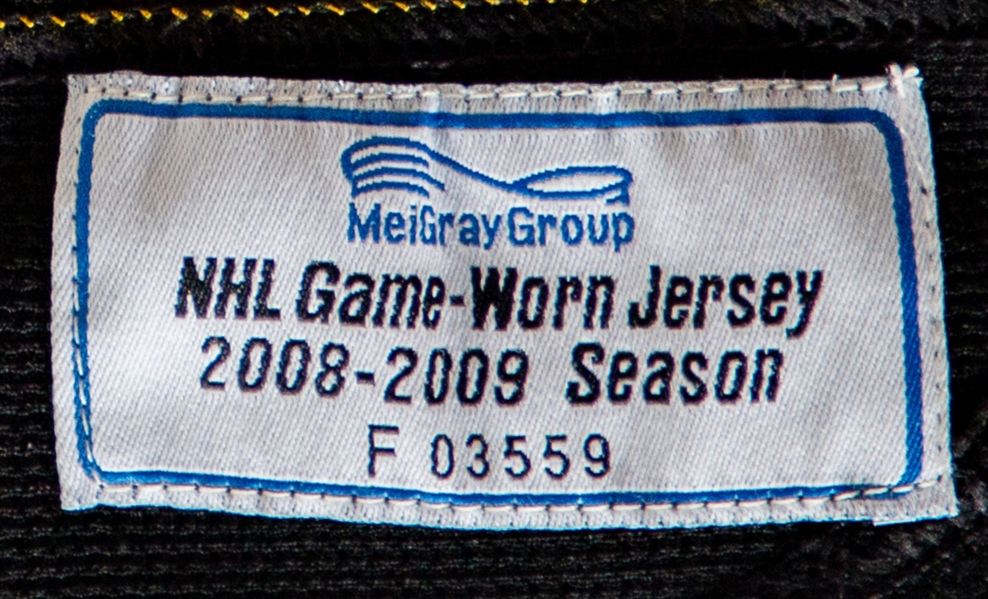 MeiGray Group
NHL Game-Worn Jersey
2008-2009 Season
F 03559